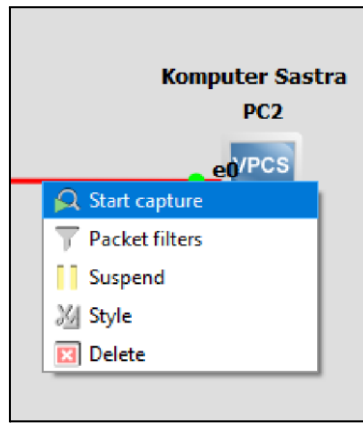 Komputer Sastra
PC2
e0
VPCS
Start capture
Packet filters
Suspend
Style
Delete